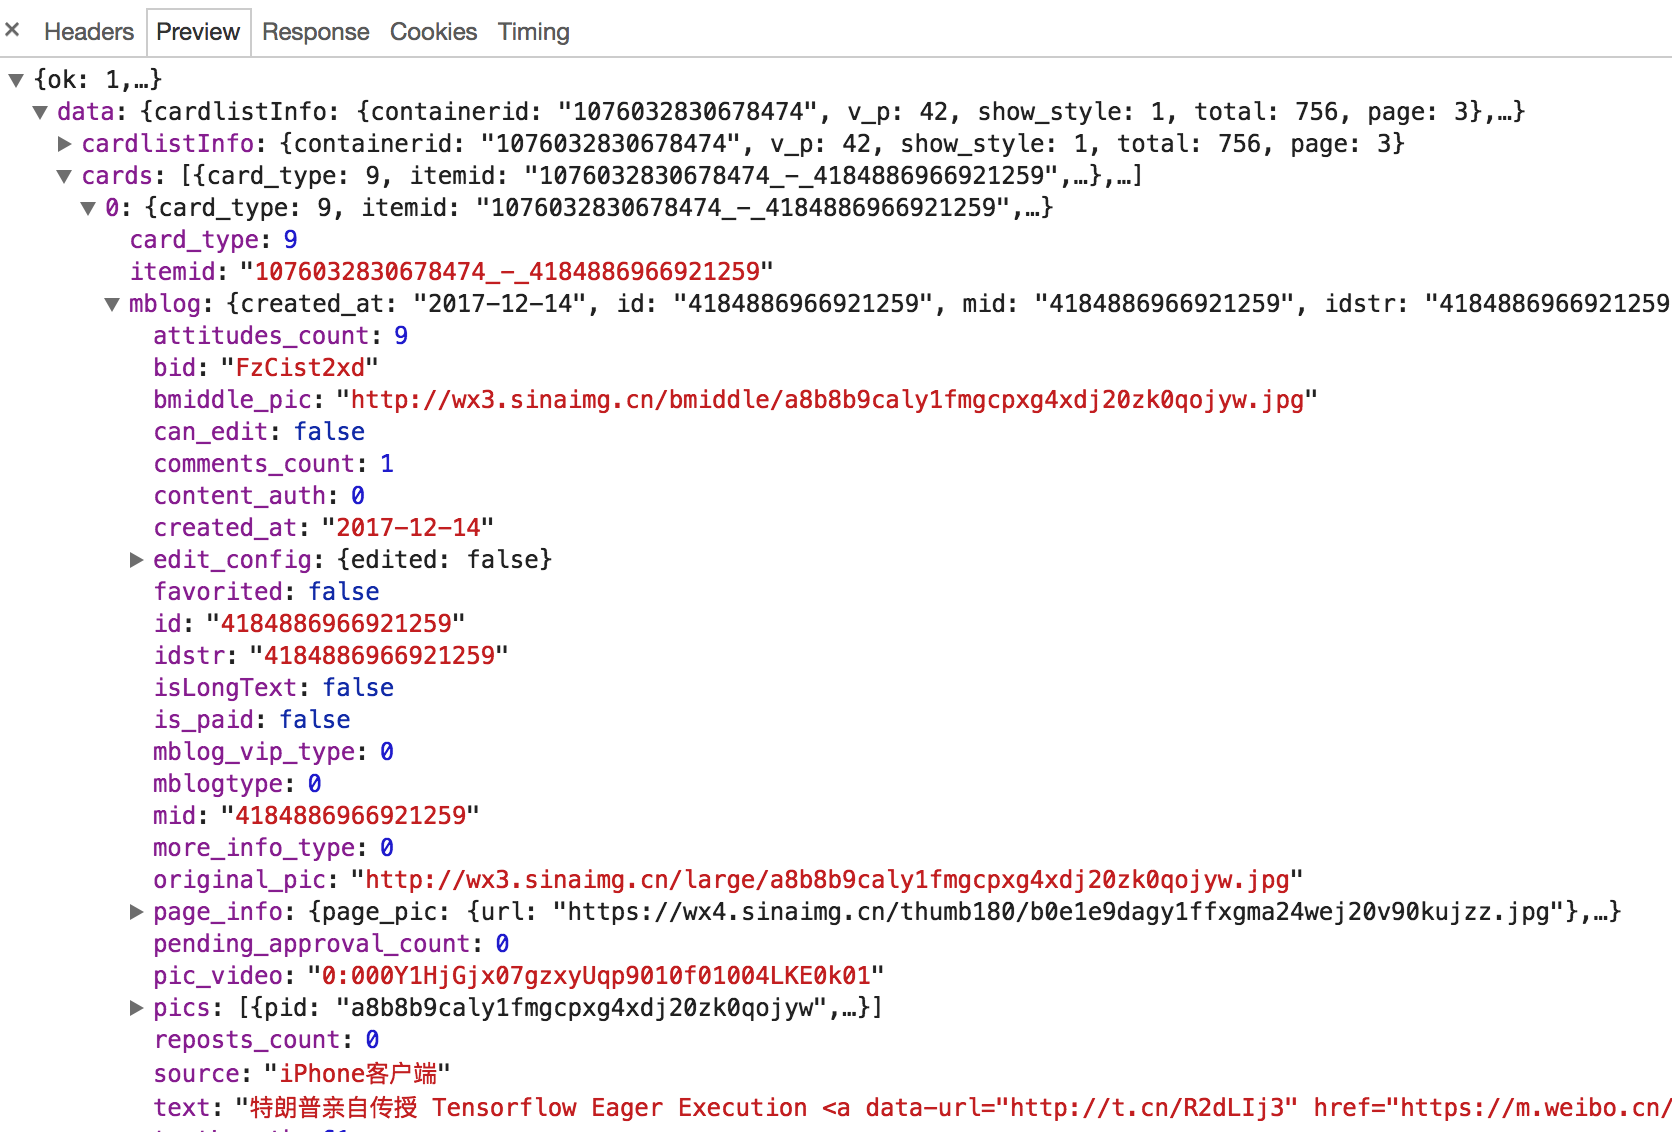 × Headers Preview Response Cookies Timing
▼ {ok: 1,…}
▼ data: {cardlistInfo: {containerid: "1076032830678474", v_p: 42, show_style: 1, total: 756, page: 3},…}
▶ cardlistInfo: {containerid: "1076032830678474", v_p: 42, show_style: 1, total: 756, page: 3}
▼ cards: [{card_type: 9, itemid: "1076032830678474_-_4184886966921259",…},…]
▼ 0: {card_type: 9, itemid: "1076032830678474_-_4184886966921259",…}
card_type: 9
itemid: "1076032830678474_-_4184886966921259"
▼ mblog: {created_at: "2017-12-14", id: "4184886966921259", mid: "4184886966921259", idstr: "4184886966921259
attitudes_count: 9
bid: "FzCist2xd"
bmiddle_pic: "http://wx3.sinaimg.cn/bmiddle/a8b8b9caly1fmgcpxg4xdj20zk0qojyw.jpg"
can_edit: false
comments_count: 1
content_auth: 0
created_at: "2017-12-14"
▶ edit_config: {edited: false}
favorited: false
id: "4184886966921259"
idstr: "4184886966921259"
isLongText: false
is_paid: false
mblog_vip_type: 0
mblogtype: 0
mid: "4184886966921259"
more_info_type: 0
original_pic: "http://wx3.sinaimg.cn/large/a8b8b9caly1fmgcpxg4xdj20zk0qojyw.jpg"
▶ page_info: {page_pic: {url: "https://wx4.sinaimg.cn/thumb180/b0e1e9dagy1ffxgma24wej20v90kujzz.jpg"},…}
pending_approval_count: 0
pic_video: "0:000Y1HjGjx07gzxyUqp9010f01004LKE0k01"
▶ pics: [{pid: "a8b8b9caly1fmgcpxg4xdj20zk0qojyw",…}]
reposts_count: 0
source: "iPhone客户端"
text: "特朗普亲自传授 Tensorflow Eager Execution <a data-url="http://t.cn/R2dLIj3" href="https://m.weibo.cn/